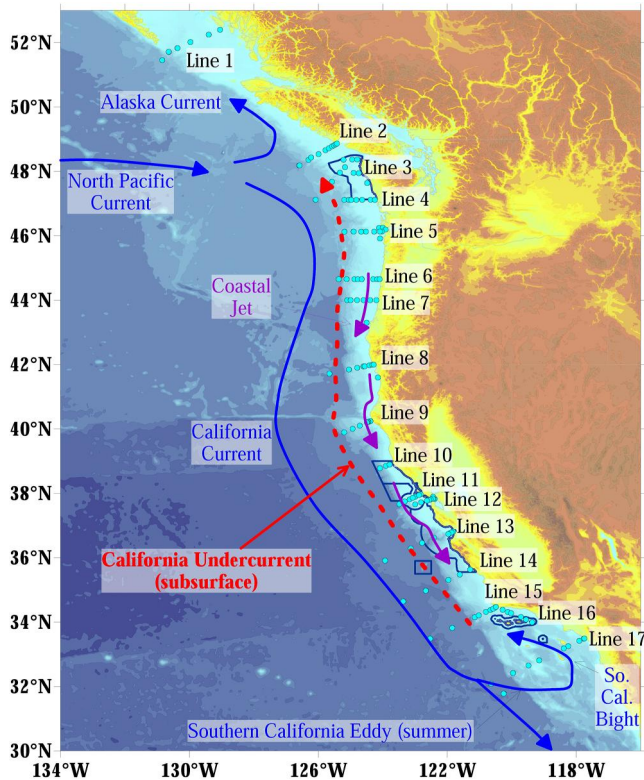 52°N
Line 1
50°N
Alaska Current
Line 2
48°N
Line 3
North Pacific
Current
Line 4
46°N
Line 5
Coastal
Jet
Line 6
44°N
Line 7
42°N
Line 8
Line 9
40°N
California
Current
Line 10
38°N
Line 11
Line 12
Line 13
36°N
California Undercurrent
(subsurface)
Line 14
Line 15
34°N
Line 16
Line 17
32°N
So.
Cal.
Bight
Southern California Eddy (summer)
30°N
134°W
130°W
126°W
122°W
118°W